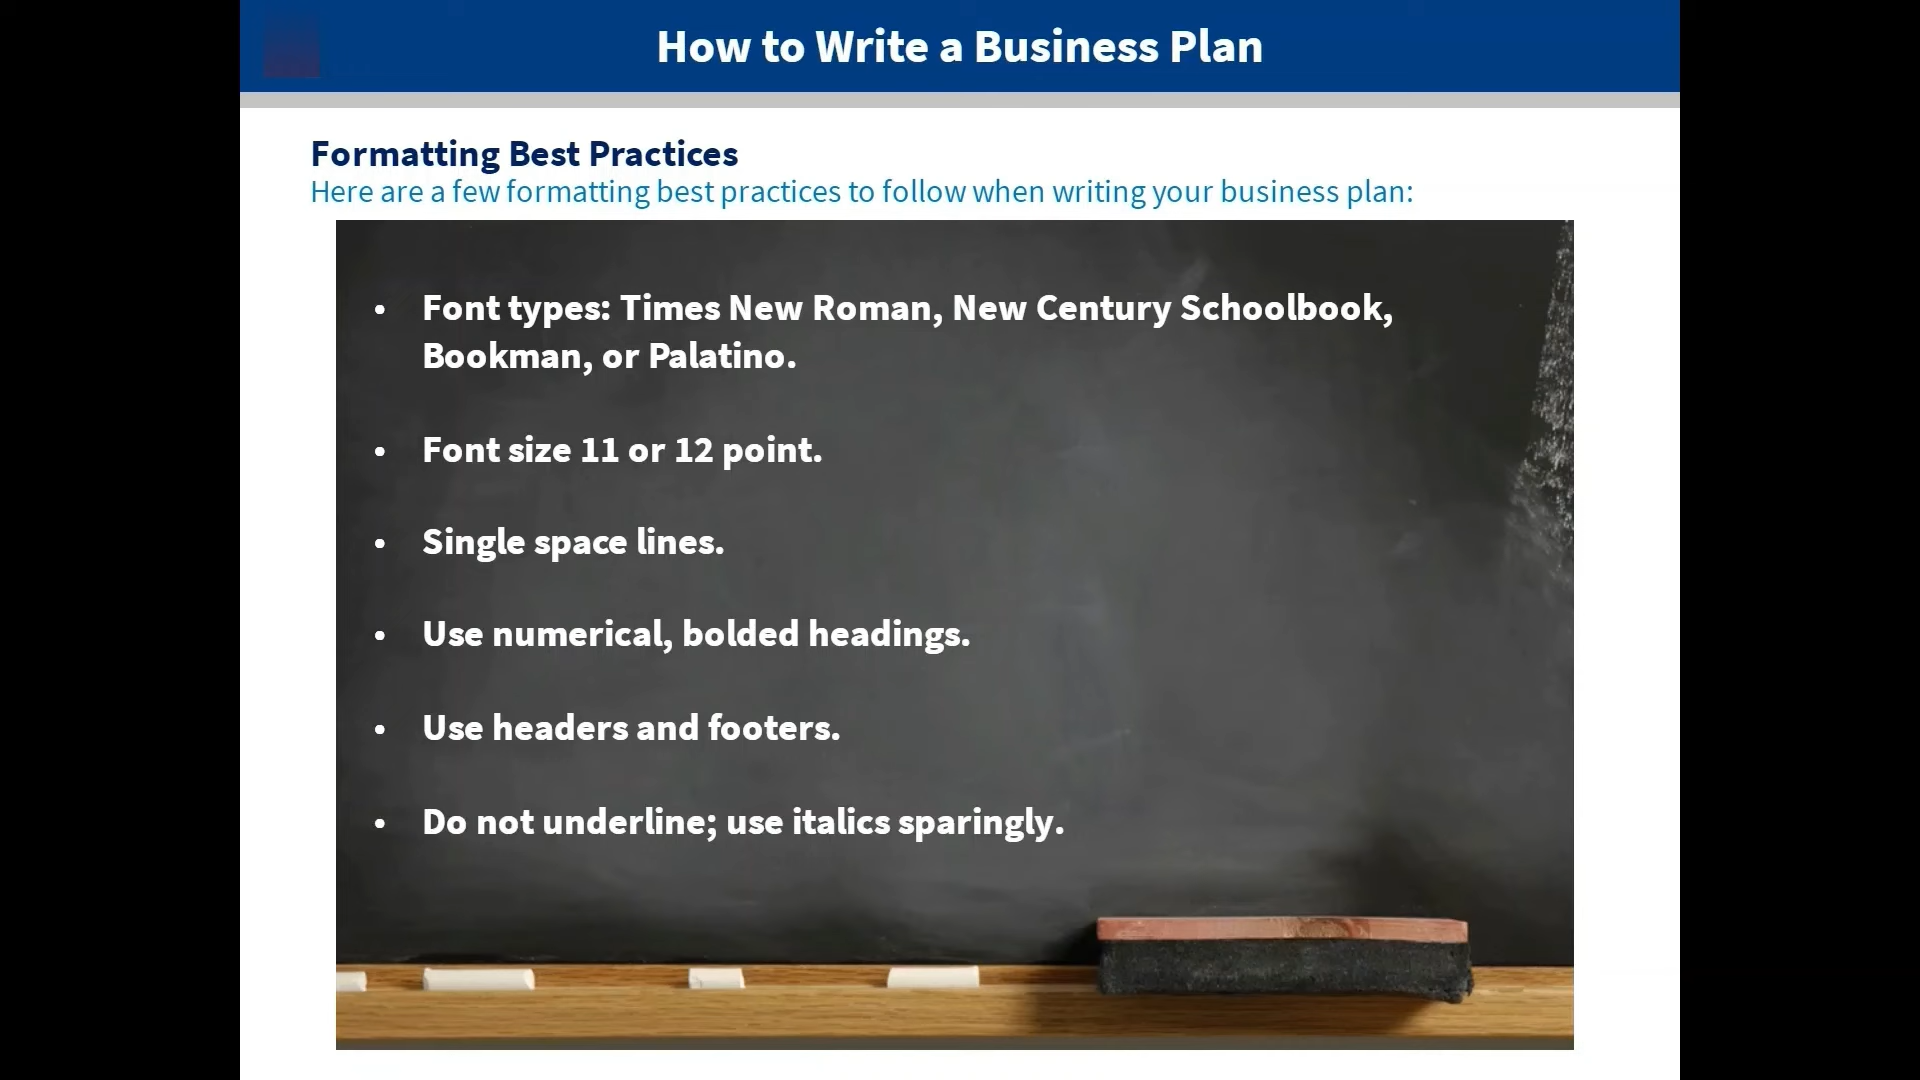 How to Write a Business Plan
Formatting Best Practices
Here are a few formatting best practices to follow when writing your business plan:
• Font types: Times New Roman, New Century Schoolbook,
Bookman, or Palatino.
• Font size 11 or 12 point.
• Single space lines.
• Use numerical, bolded headings.
• Use headers and footers.
• Do not underline; use italics sparingly.